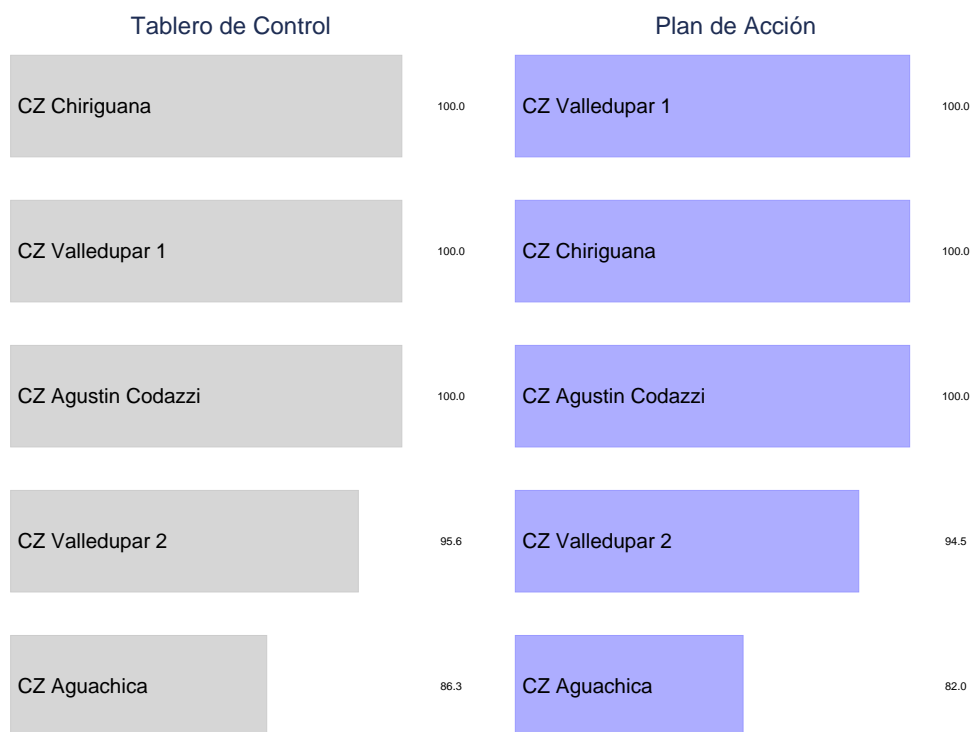 Tablero de Control
CZ Chiriguana 100.0
CZ Valledupar 1 100.0
CZ Agustin Codazzi 100.0
CZ Valledupar 2 95.6
CZ Aguachica 86.3
Plan de Acción
CZ Valledupar 1 100.0
CZ Chiriguana 100.0
CZ Agustin Codazzi 100.0
CZ Valledupar 2 94.5
CZ Aguachica 82.0